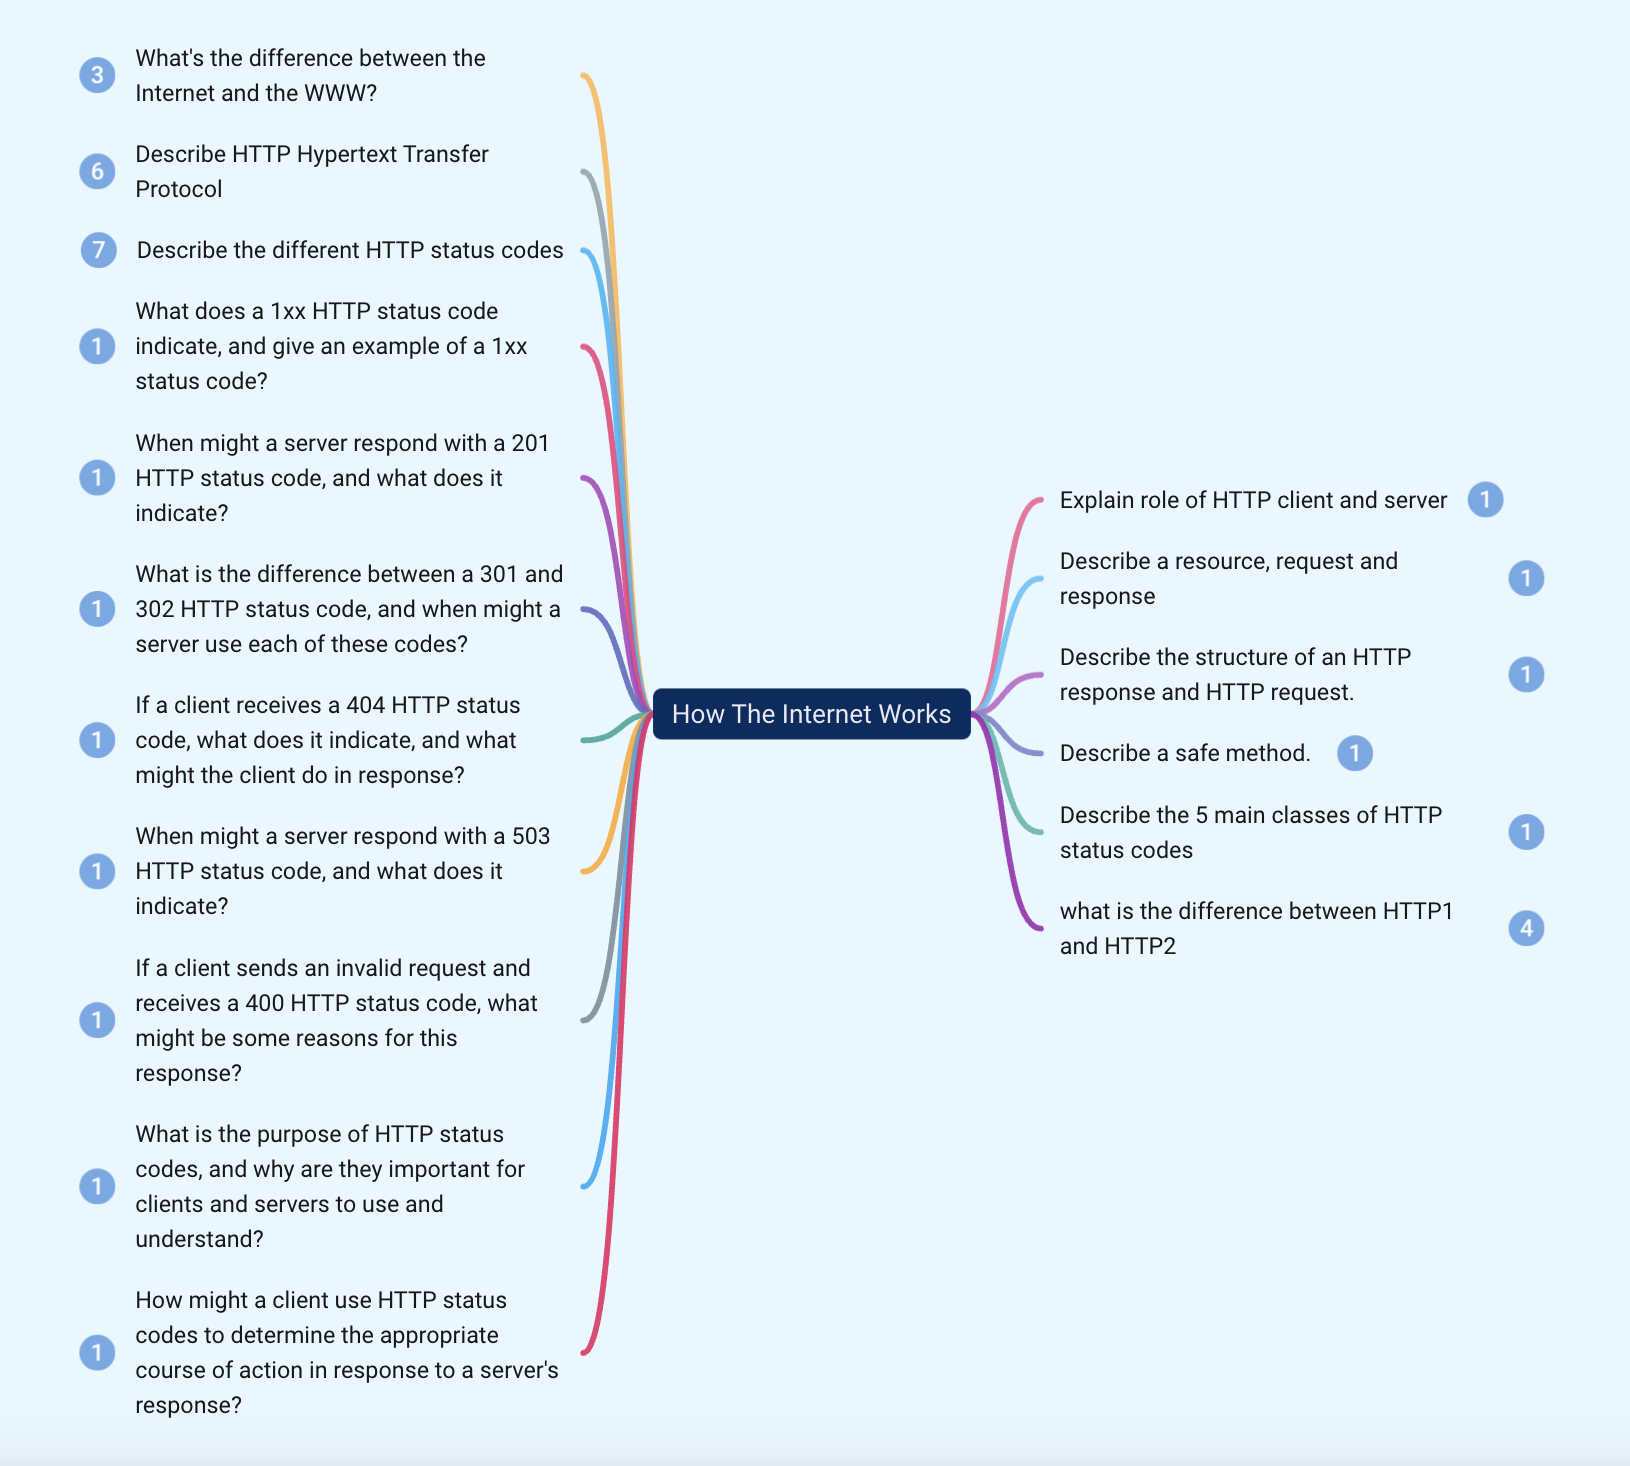 3
What's the difference between the
Internet and the WWW?
6
Describe HTTP Hypertext Transfer
Protocol
7
Describe the different HTTP status codes
1
What does a 1xx HTTP status code
indicate, and give an example of a 1xx
status code?
1
When might a server respond with a 201
HTTP status code, and what does it
indicate?
1
What is the difference between a 301 and
302 HTTP status code, and when might a
server use each of these codes?
1
If a client receives a 404 HTTP status
code, what does it indicate, and what
might the client do in response?
1
When might a server respond with a 503
HTTP status code, and what does it
indicate?
1
If a client sends an invalid request and
receives a 400 HTTP status code, what
might be some reasons for this
response?
1
What is the purpose of HTTP status
codes, and why are they important for
clients and servers to use and
understand?
1
How might a client use HTTP status
codes to determine the appropriate
course of action in response to a server's
response?
How The Internet Works
Explain role of HTTP client and server
1
Describe a resource, request and
response
1
Describe the structure of an HTTP
response and HTTP request.
1
Describe a safe method.
1
Describe the 5 main classes of HTTP
status codes
1
what is the difference between HTTP1
and HTTP2
4